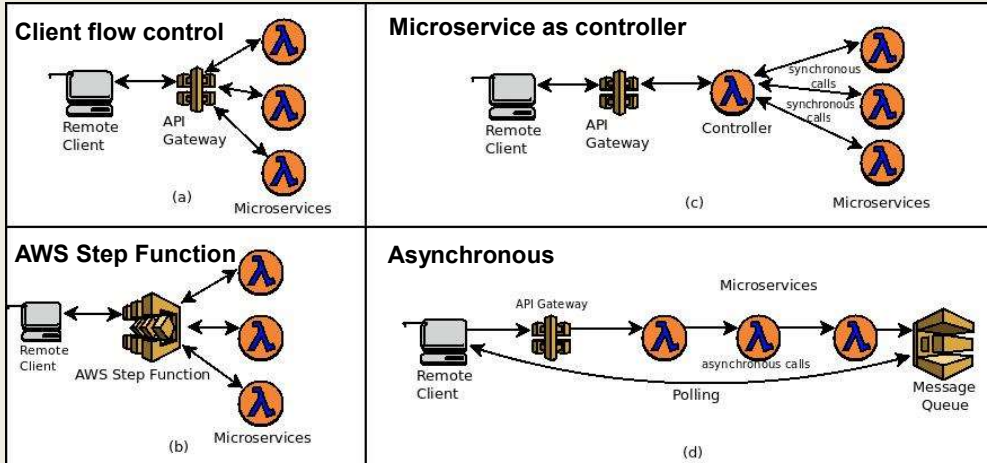 Client flow control
Remote
Client
API
Gateway
(a)
Microservices
Microservice as controller
Remote
Client
API
Gateway
Controller
synchronous
calls
synchronous
calls
(c)
Microservices
AWS Step Function
Remote
Client
AWS Step Function
(b)
Microservices
Asynchronous
Microservices
API Gateway
Remote
Client
asynchronous calls
Polling
Message
Queue
(d)